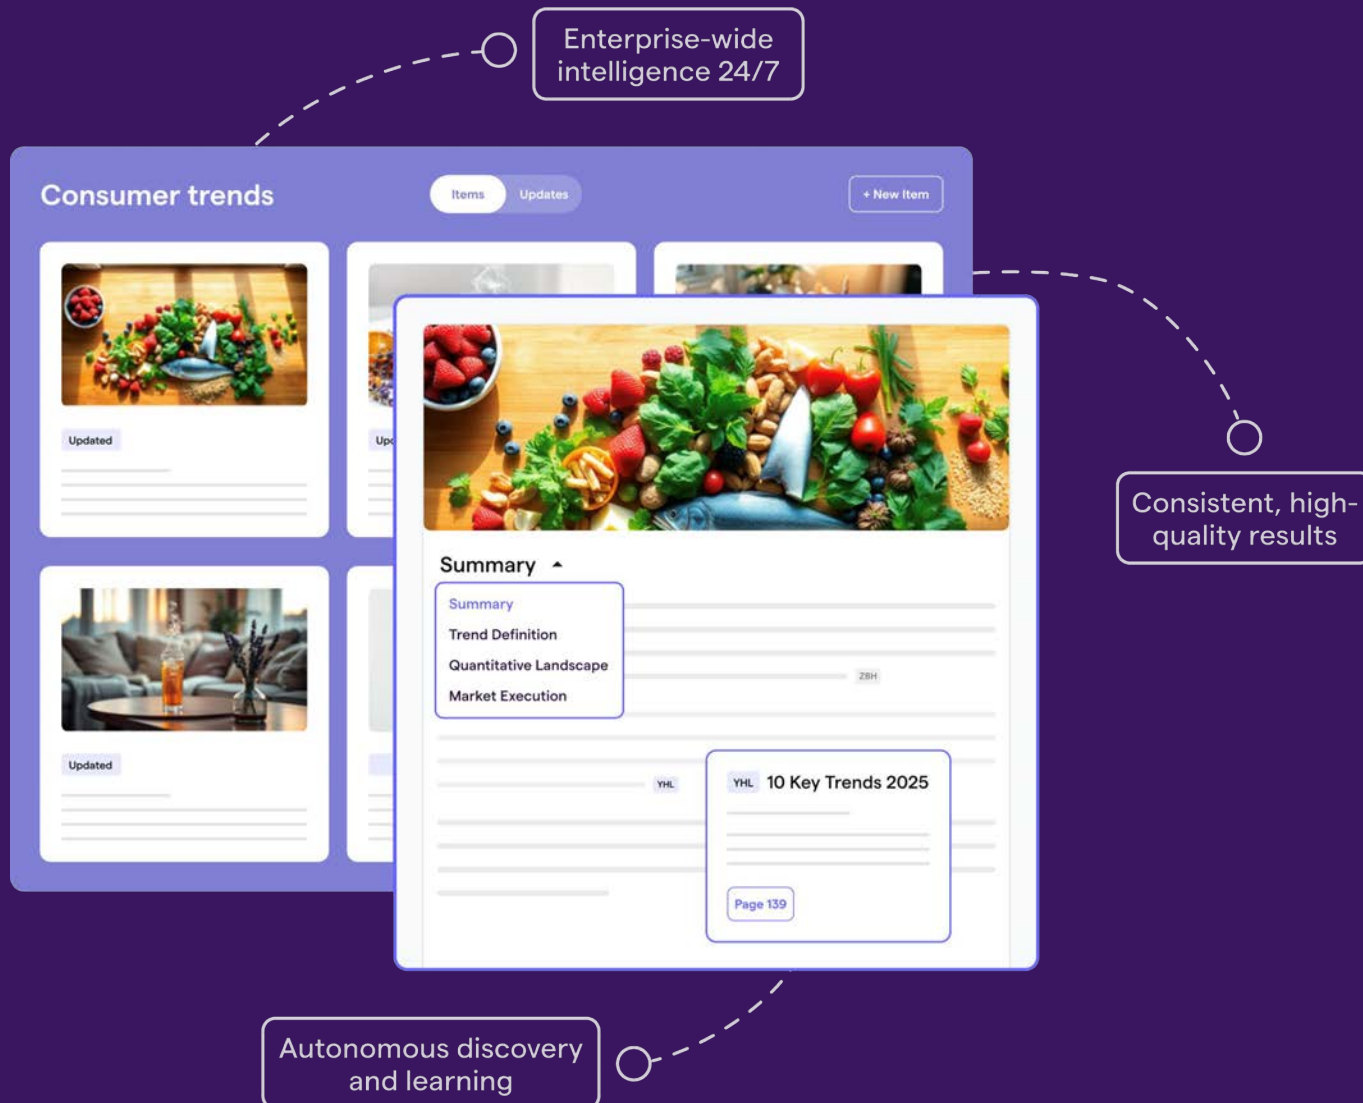 Enterprise-wide
intelligence 24/7
Consumer trends
Items
Updates
+ New Item
Updated
Consistent, high-
quality results
Summary
Summary
Trend Definition
Quantitative Landscape
Market Execution
ZBH
Updated
YHL
YHL 10 Key Trends 2025
Page 139
Autonomous discovery
and learning